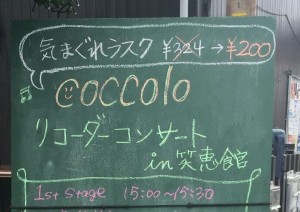 気まぐれラスク ¥324→¥200
coccolo
リコーダーコンサート
in 笑恵館
1st Stage 15:00~15:30